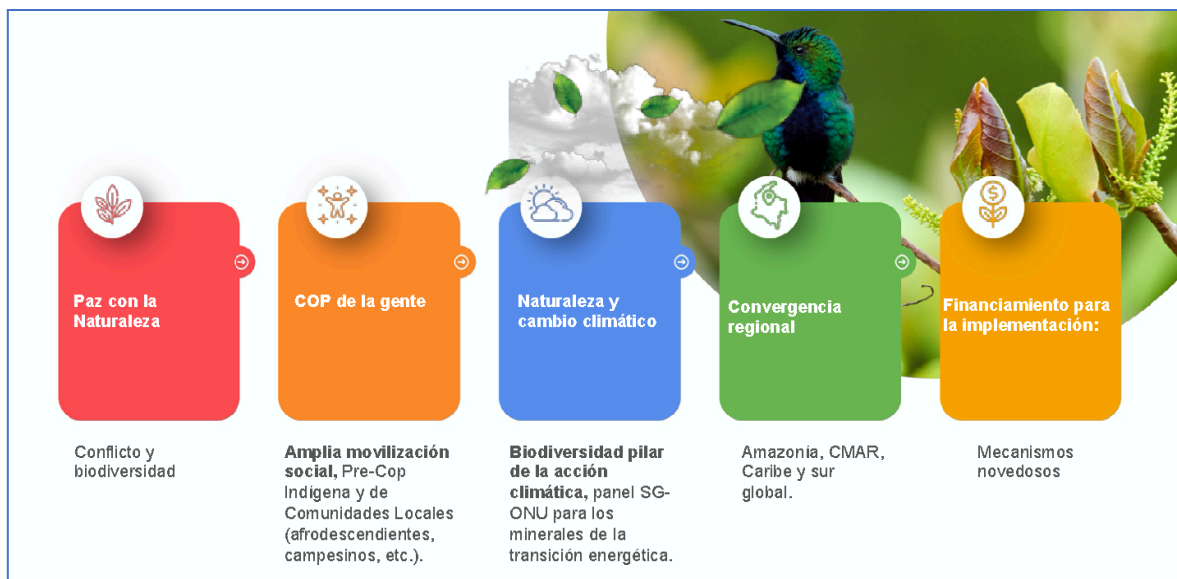 Paz con la
Naturaleza
COP de la gente
Naturaleza y
cambio climático
Convergencia
regional
Financiamiento para
la implementación:
Conflicto y
biodiversidad
Amplia movilización
social, Pre-Cop
Indígena y de
Comunidades Locales
(afrodescendientes,
campesinos, etc.).
Biodiversidad pilar
de la acción
climática, panel SG-
ONU para los
minerales de la
transición energética.
Amazonía, CMAR,
Caribe y sur
global.
Mecanismos
novedosos